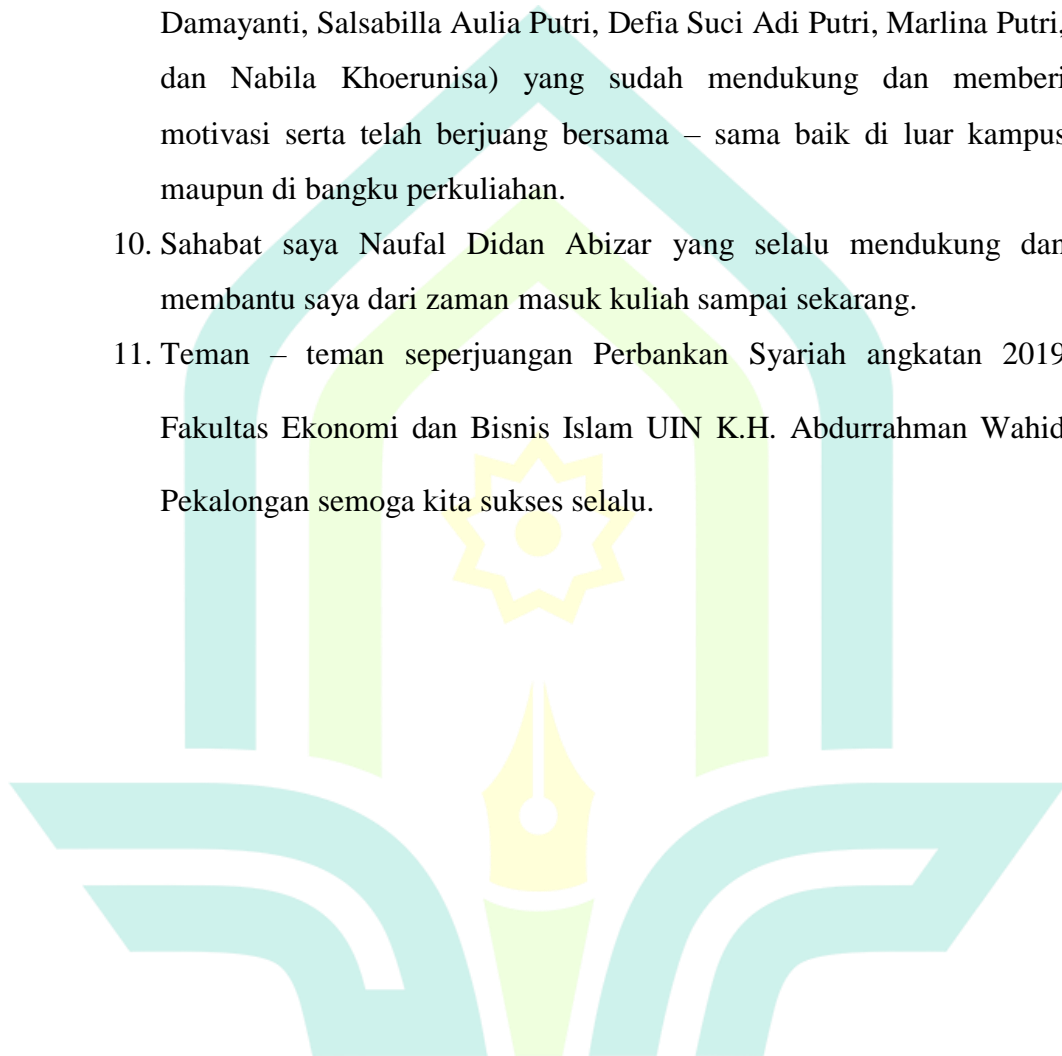 Damayanti, Salsabilla Aulia Putri, Defia Suci Adi Putri, Marlina Putri,
dan Nabila Khoerunisa) yang sudah mendukung dan memberi
motivasi serta telah berjuang bersama – sama baik di luar kampus
maupun di bangku perkuliahan.
10. Sahabat saya Naufal Didan Abizar yang selalu mendukung dan
membantu saya dari zaman masuk kuliah sampai sekarang.
11. Teman – teman seperjuangan Perbankan Syariah angkatan 2019
Fakultas Ekonomi dan Bisnis Islam UIN K.H. Abdurrahman Wahid
Pekalongan semoga kita sukses selalu.